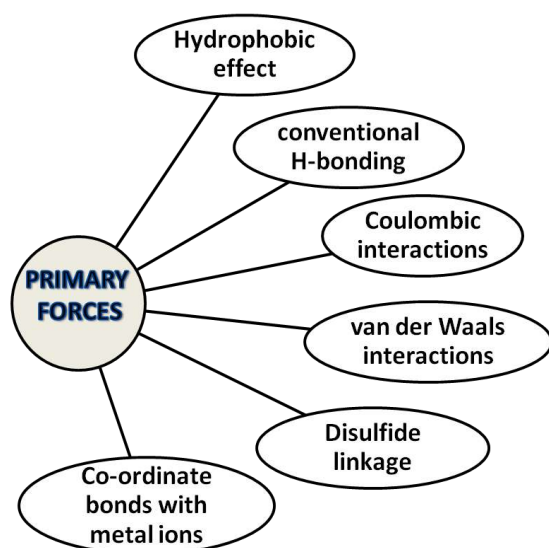 Hydrophobic
effect
conventional
H-bonding
Coulombic
interactions
PRIMARY
FORCES
van der Waals
interactions
Disulfide
linkage
Co-ordinate
bonds with
metal ions